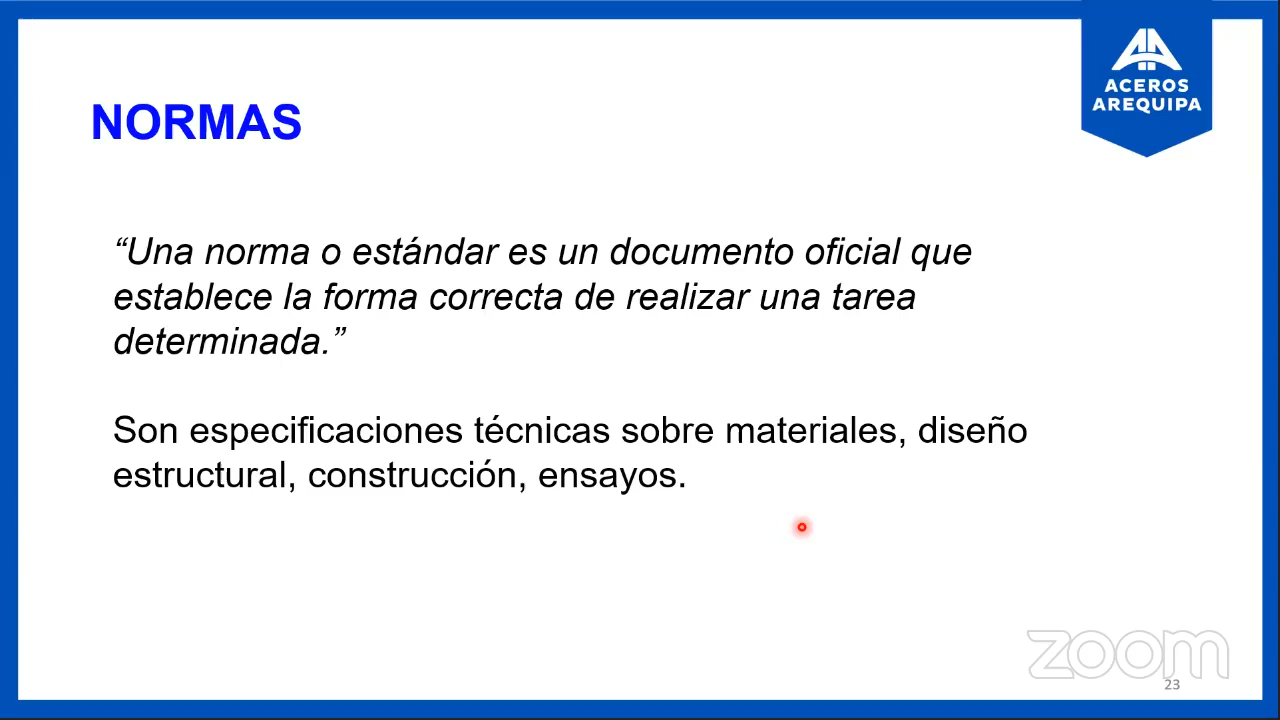 ACEROS
AREQUIPA
NORMAS
“Una norma o estándar es un documento oficial que
establece la forma correcta de realizar una tarea
determinada.”
Son especificaciones técnicas sobre materiales, diseño
estructural, construcción, ensayos.
zoom
23